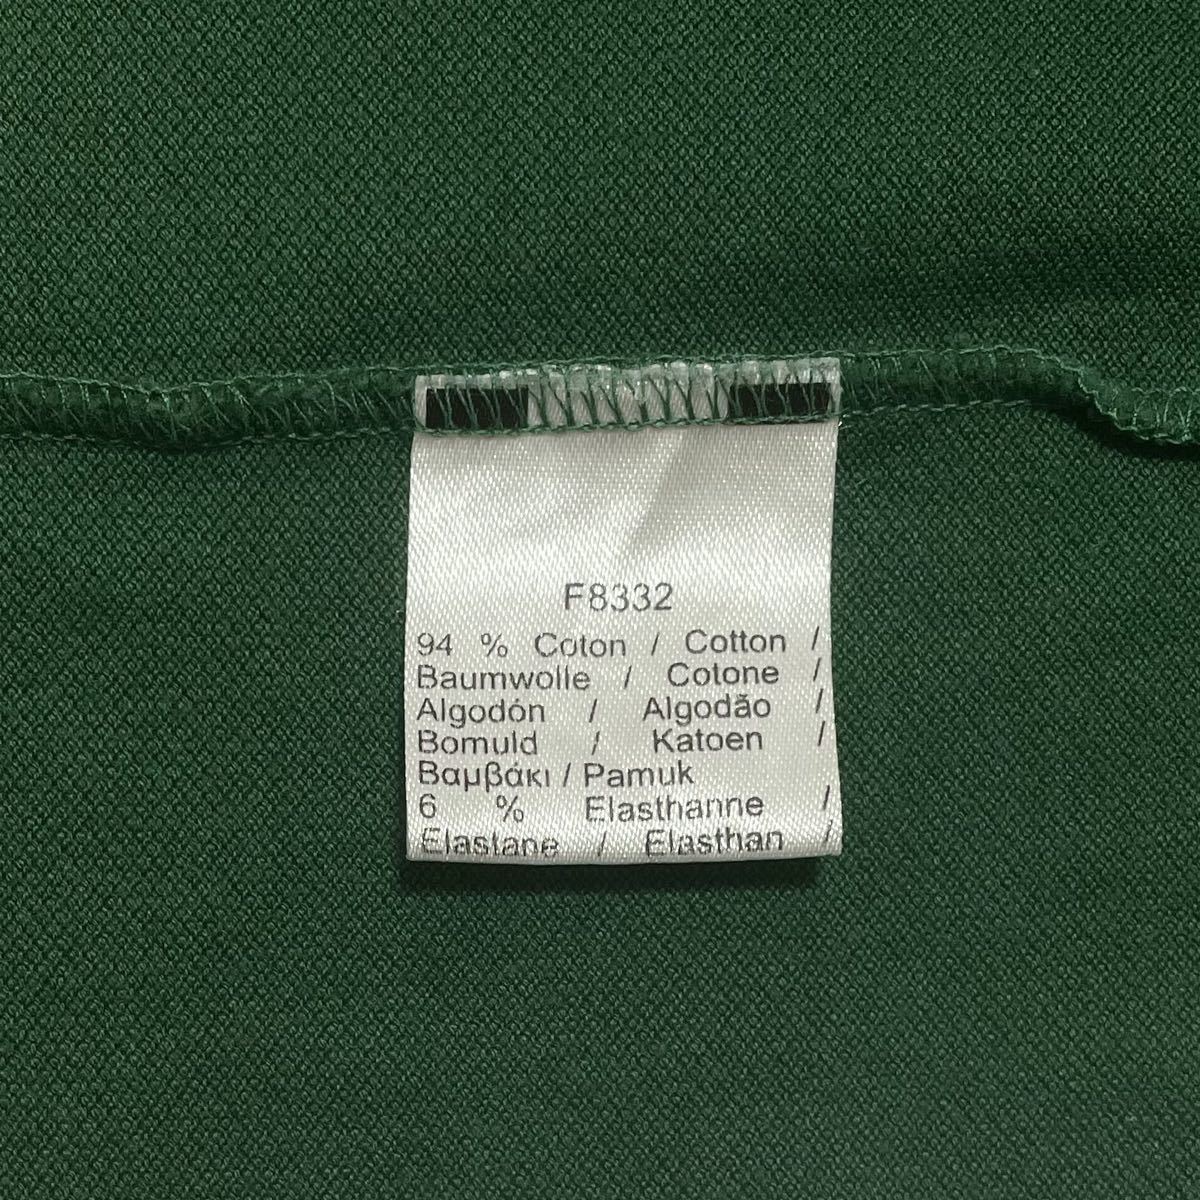 F8332
94 % Coton / Cotton /
Baumwolle / Cotone /
Algodón / Algodão /
Bomuld / Katoen /
Βαμβάκι / Pamuk
6 % Elasthanne /
Elastane / Elasthan /